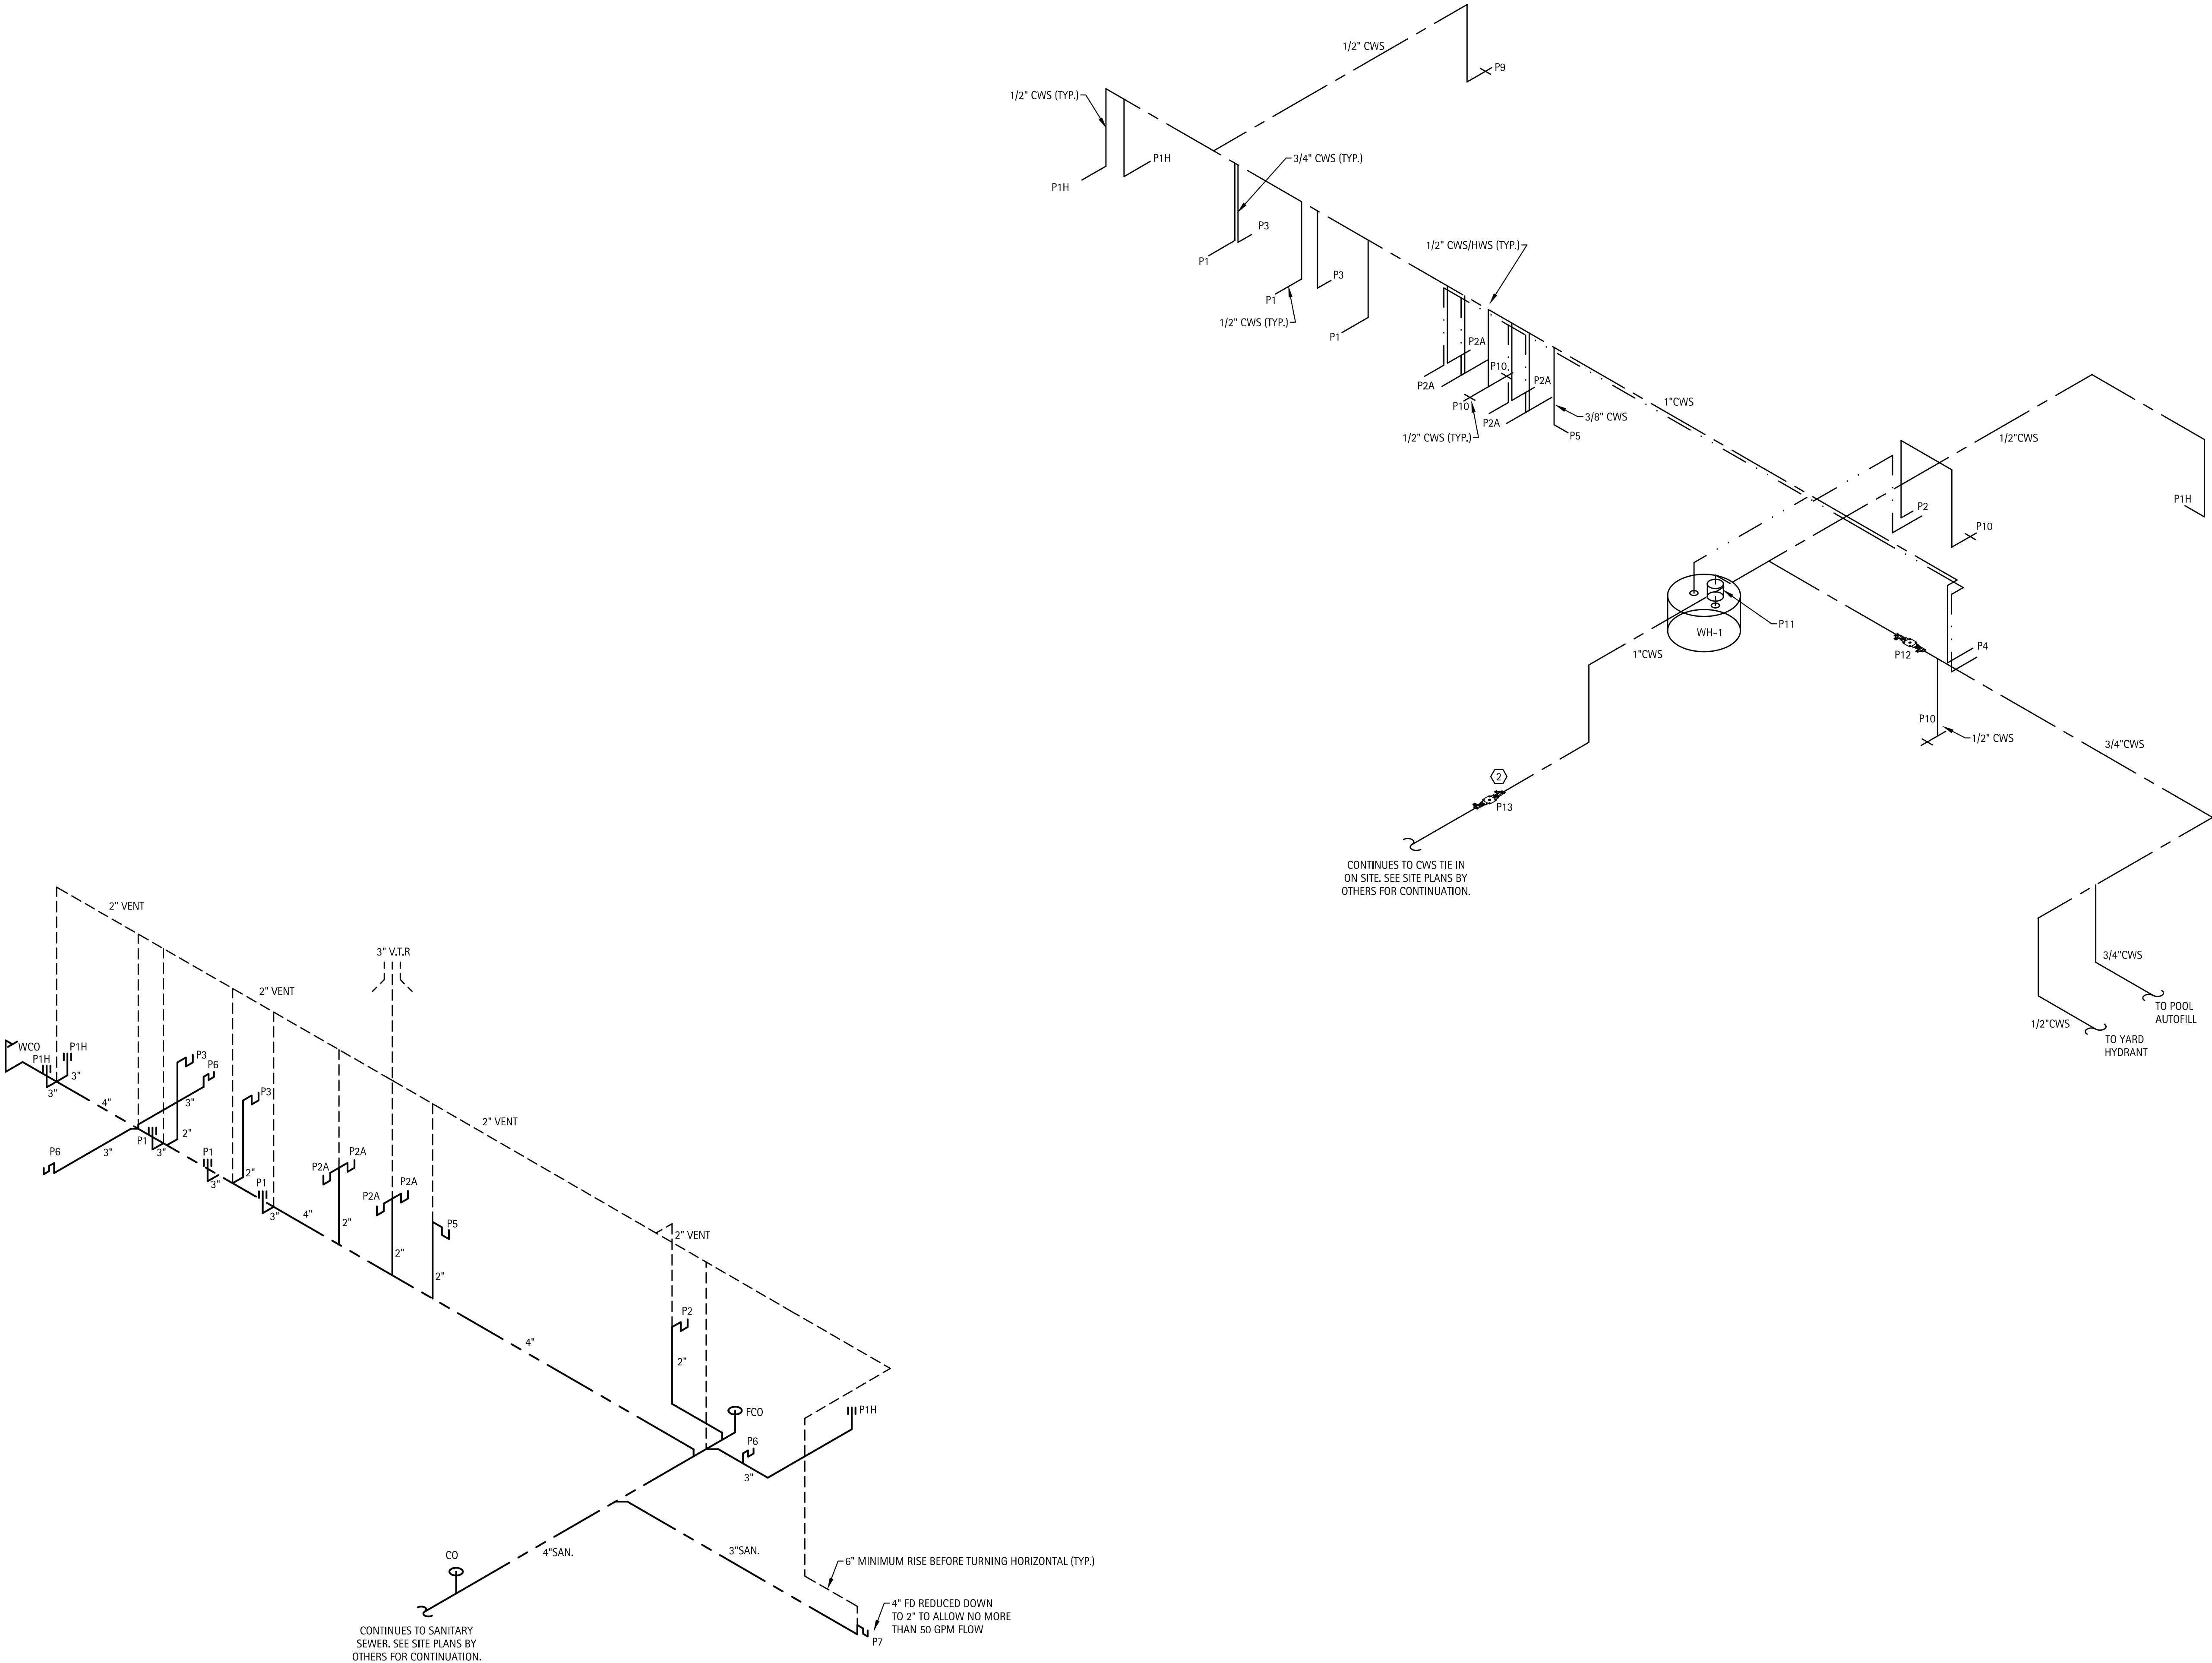 1/2" CWS
P9
1/2" CWS (TYP.)
P1H
P1H
3/4" CWS (TYP.)
P3
P1
1/2" CWS/HWS (TYP.)
P3
P1
1/2" CWS (TYP.)
P1
P2A
P10
P2A
P2A
P10
P2A
1/2" CWS (TYP.)
3/8" CWS
P5
1"CWS
1/2"CWS
P1H
P2
P10
WH-1
P11
1"CWS
P12
P4
P10
1/2" CWS
3/4"CWS
2
P13
CONTINUES TO CWS TIE IN
ON SITE. SEE SITE PLANS BY
OTHERS FOR CONTINUATION.
3/4"CWS
TO POOL
AUTOFILL
1/2"CWS
TO YARD
HYDRANT
2" VENT
3" V.T.R
2" VENT
WCO
P1H
P1H
3"
3"
P3
P6
4"
3"
P3
P1
2"
3"
P6
3"
P1
3"
2"
P1
3"
4"
P2A
P2A
2"
P2A
P2A
2"
P5
2"
2" VENT
2" VENT
4"
P2
2"
FCO
P1H
P6
3"
CO
4"SAN.
3"SAN.
6" MINIMUM RISE BEFORE TURNING HORIZONTAL (TYP.)
4" FD REDUCED DOWN
TO 2" TO ALLOW NO MORE
THAN 50 GPM FLOW
P7
CONTINUES TO SANITARY
SEWER. SEE SITE PLANS BY
OTHERS FOR CONTINUATION.